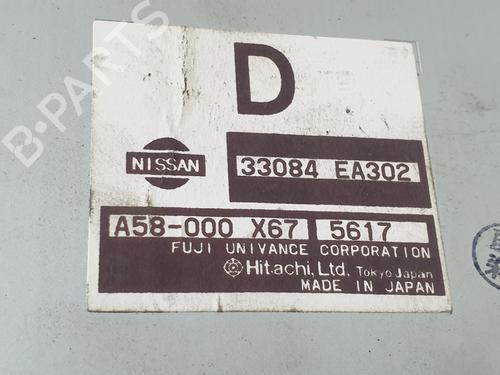 B-PARTS
D
NISSAN
33084 EA302
A58-000 X67 5617
FUJI UNIVANCE CORPORATION
Hitachi, Ltd. Tokyo Japan
MADE IN JAPAN